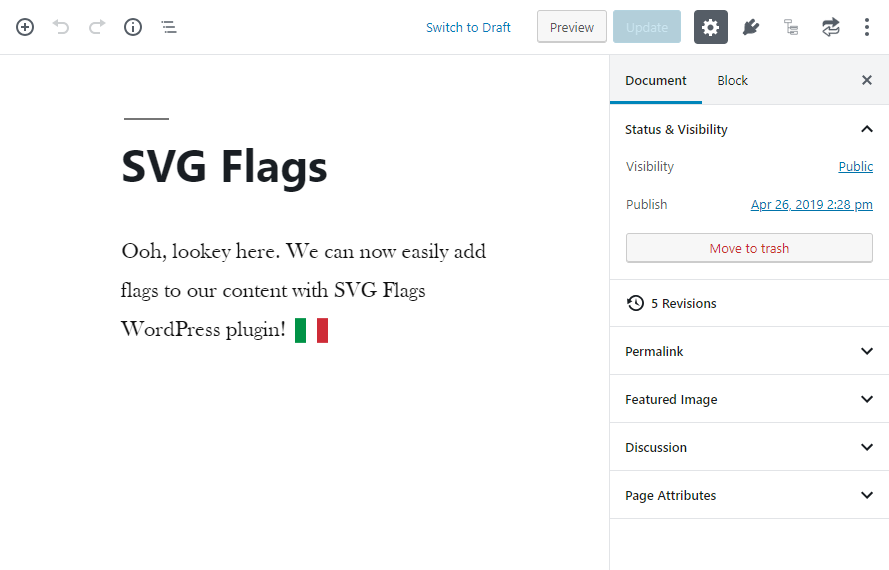 Switch to Draft
Preview
Update
Document
Block
Status & Visibility
Visibility
Public
Publish
Apr 26, 2019 2:28 pm
Move to trash
5 Revisions
Permalink
Featured Image
Discussion
Page Attributes
SVG Flags
Ooh, lookey here. We can now easily add
flags to our content with SVG Flags
WordPress plugin!